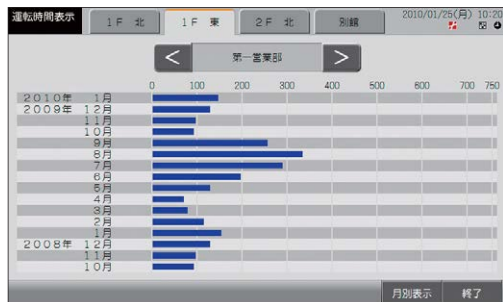 運転時間表示 1F 北 1F 東 2F 北 別館 2010/01/25(月) 10:20
< 第一営業部 >
0 100 200 300 400 500 600 700 750
2010年 1月
2009年 12月
11月
10月
9月
8月
7月
6月
5月
4月
3月
2月
1月
2008年 12月
11月
10月
月別表示 終了